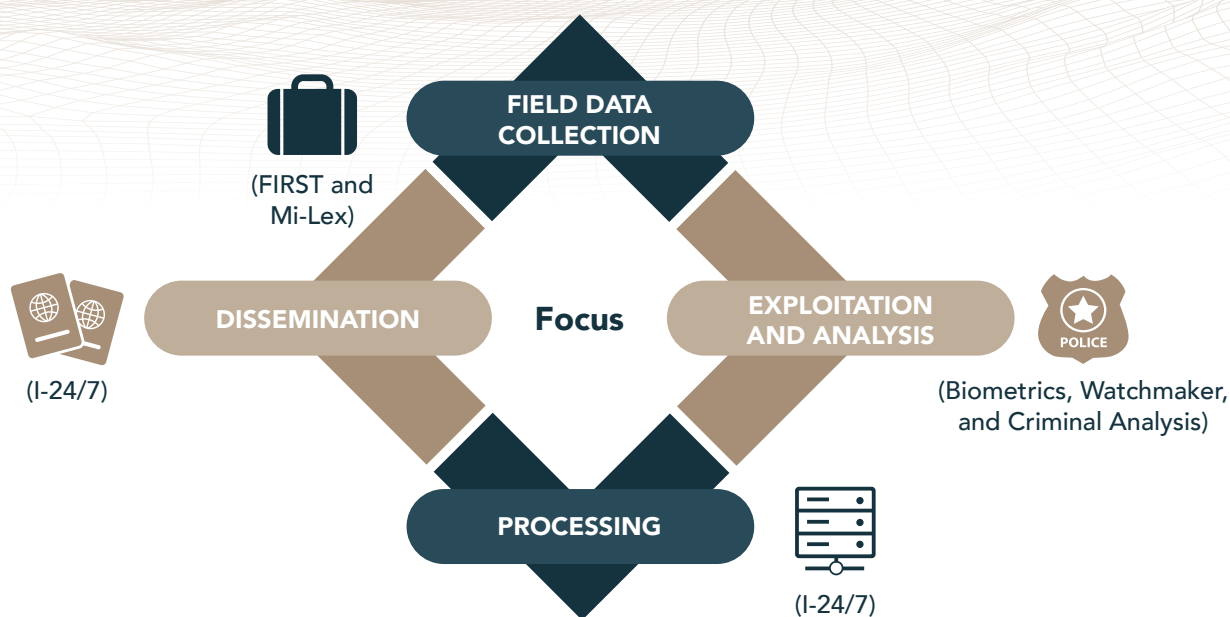 FIELD DATA
COLLECTION
(FIRST and
Mi-Lex)
DISSEMINATION
(I-24/7)
Focus
EXPLOITATION
AND ANALYSIS
POLICE
(Biometrics, Watchmaker,
and Criminal Analysis)
PROCESSING
(I-24/7)